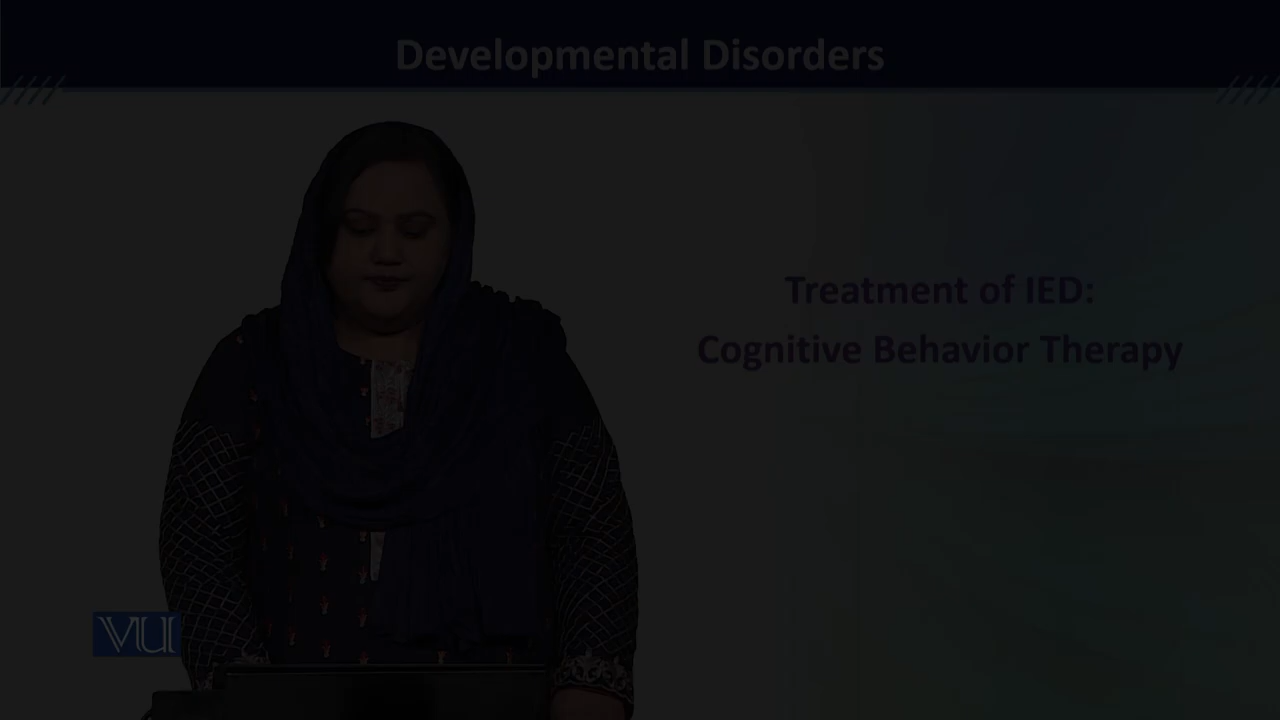 Developmental Disorders
Treatment of IED:
Cognitive Behavior Therapy
VU